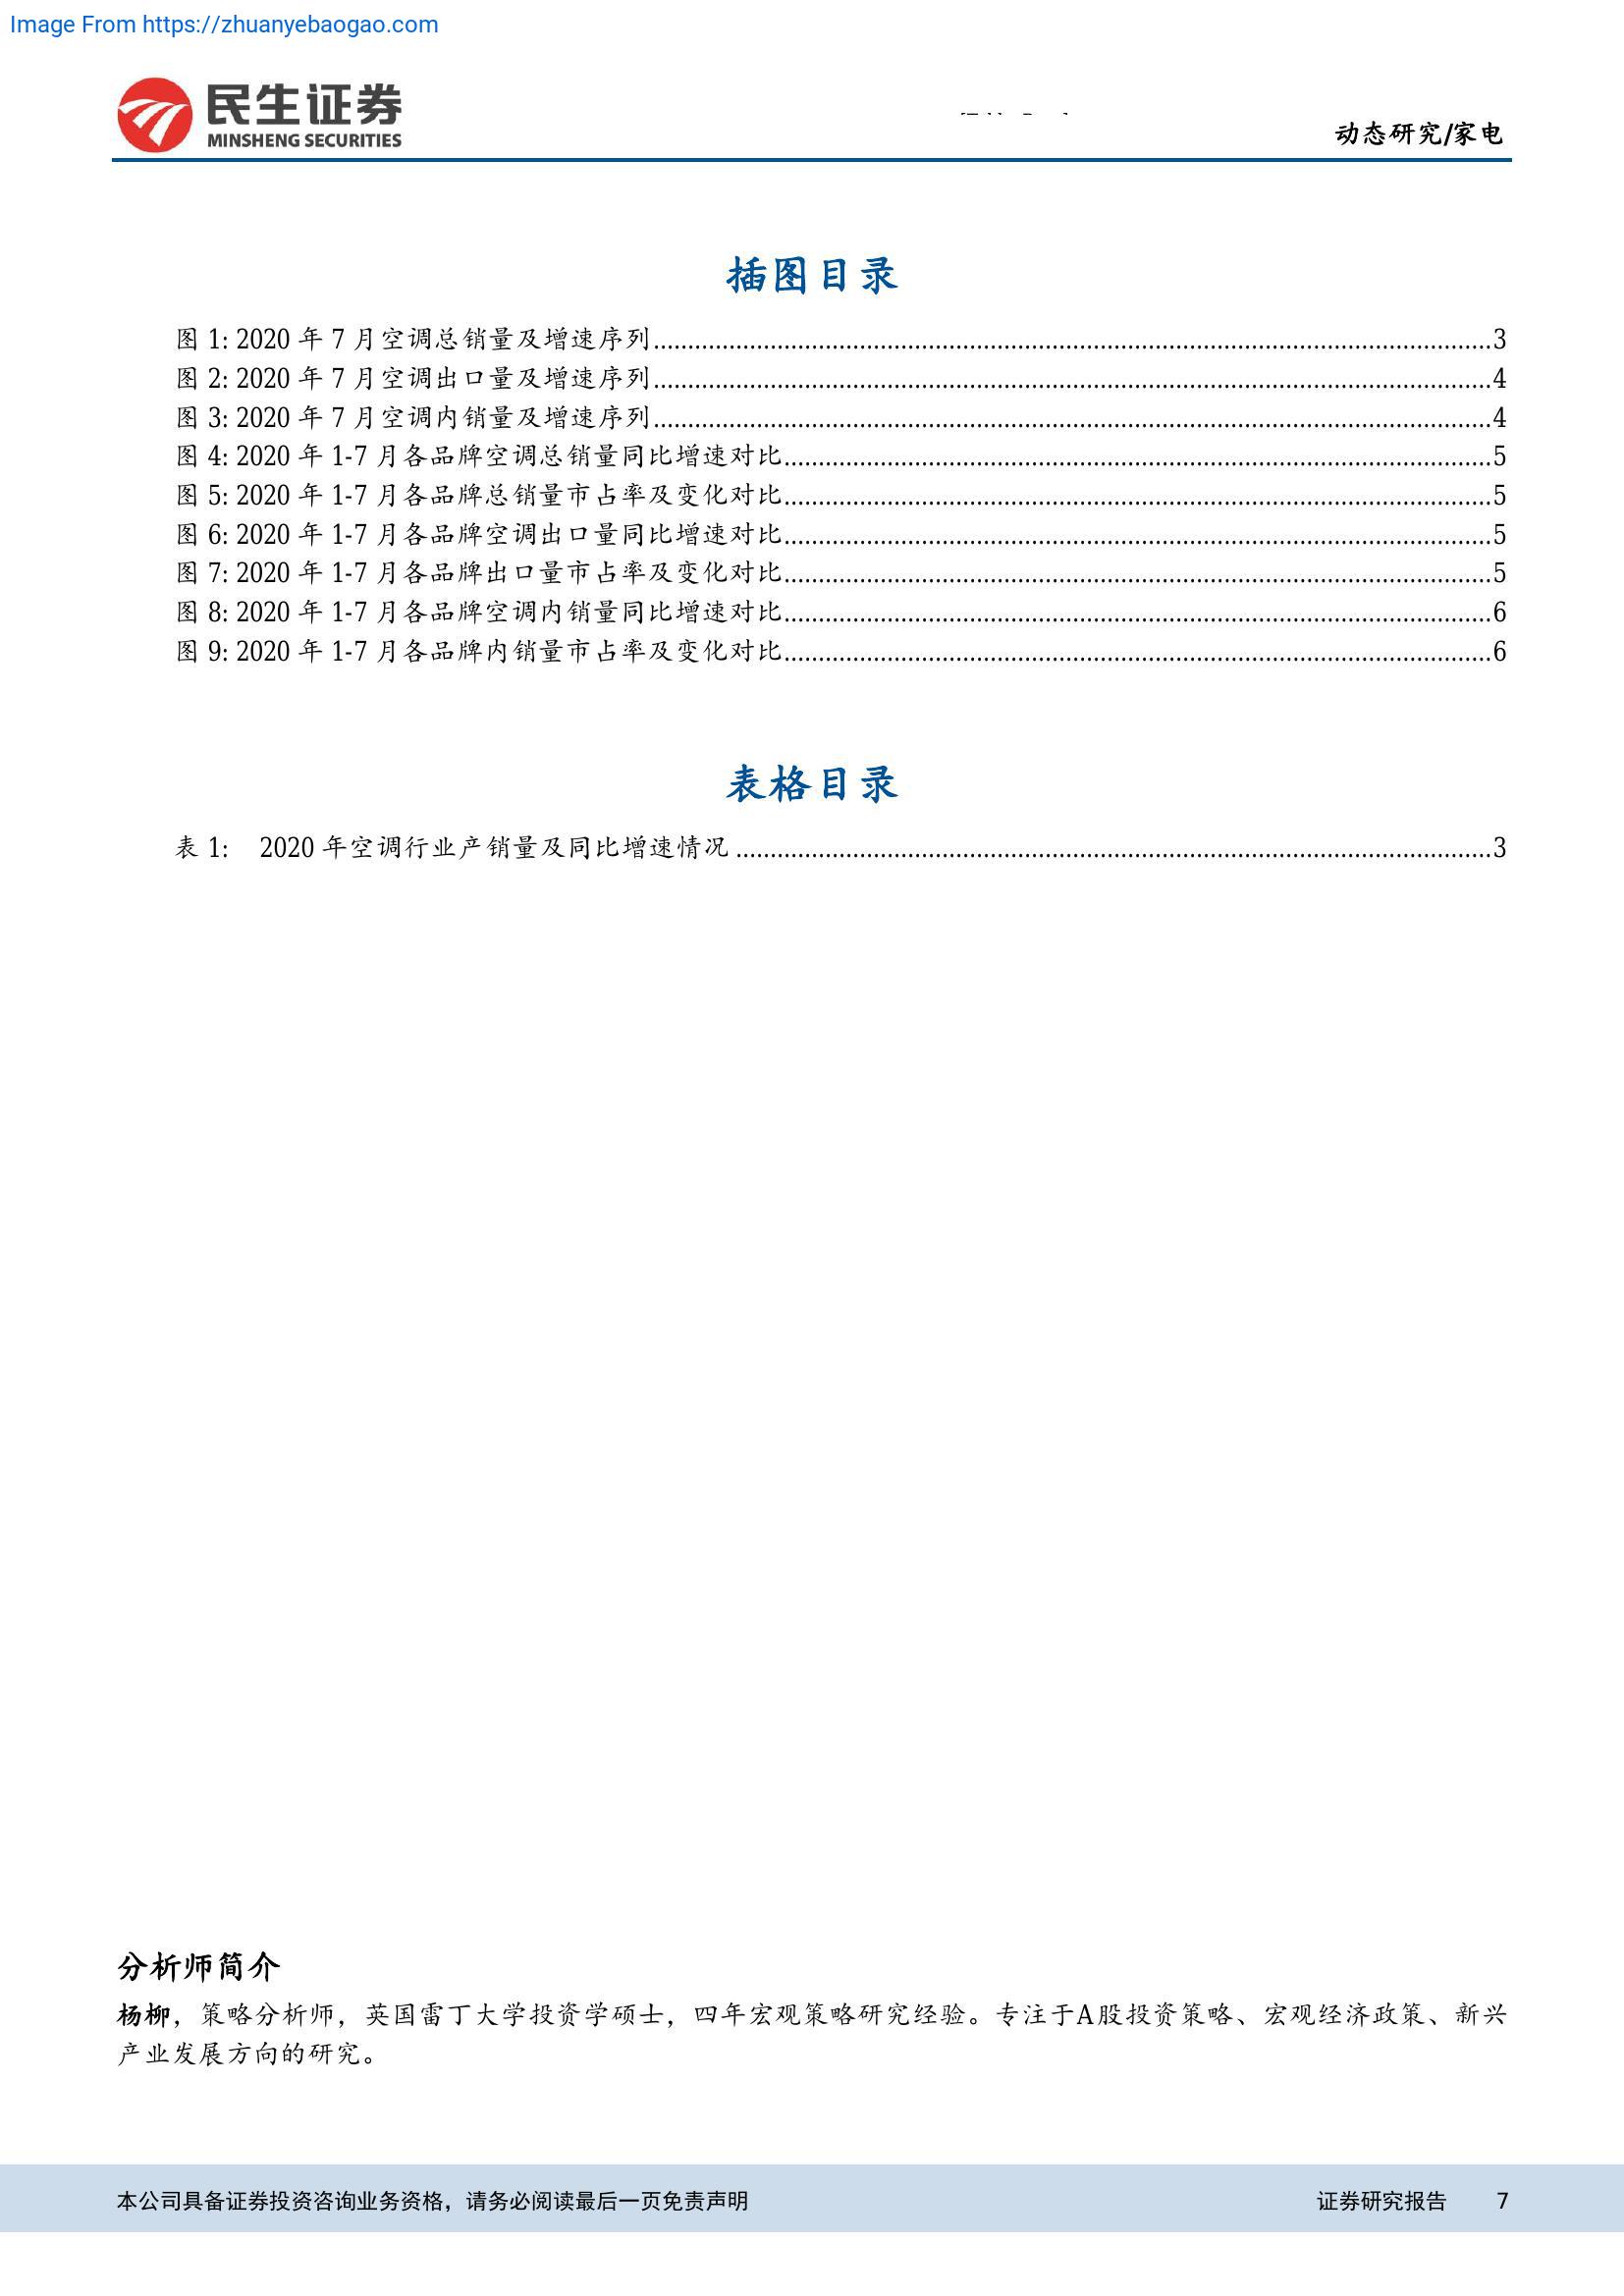 Image From https://zhuanyebaogao.com
民生证券
MINSHENG SECURITIES
动态研究/家电
插图目录
图 1: 2020 年 7 月空调总销量及增速序列................3
图 2: 2020 年 7 月空调出口量及增速序列................4
图 3: 2020 年 7 月空调内销量及增速序列................4
图 4: 2020 年 1-7 月各品牌空调总销量同比增速对比................5
图 5: 2020 年 1-7 月各品牌总销量市占率及变化对比................5
图 6: 2020 年 1-7 月各品牌空调出口量同比增速对比................5
图 7: 2020 年 1-7 月各品牌出口量市占率及变化对比................5
图 8: 2020 年 1-7 月各品牌空调内销量同比增速对比................6
图 9: 2020 年 1-7 月各品牌内销量市占率及变化对比................6
表格目录
表 1: 2020 年空调行业产销量及同比增速情况................3
分析师简介
杨柳，策略分析师，英国雷丁大学投资学硕士，四年宏观策略研究经验。专注于A股投资策略、宏观经济政策、新兴
产业发展方向的研究。
本公司具备证券投资咨询业务资格，请务必阅读最后一页免责声明 证券研究报告 7